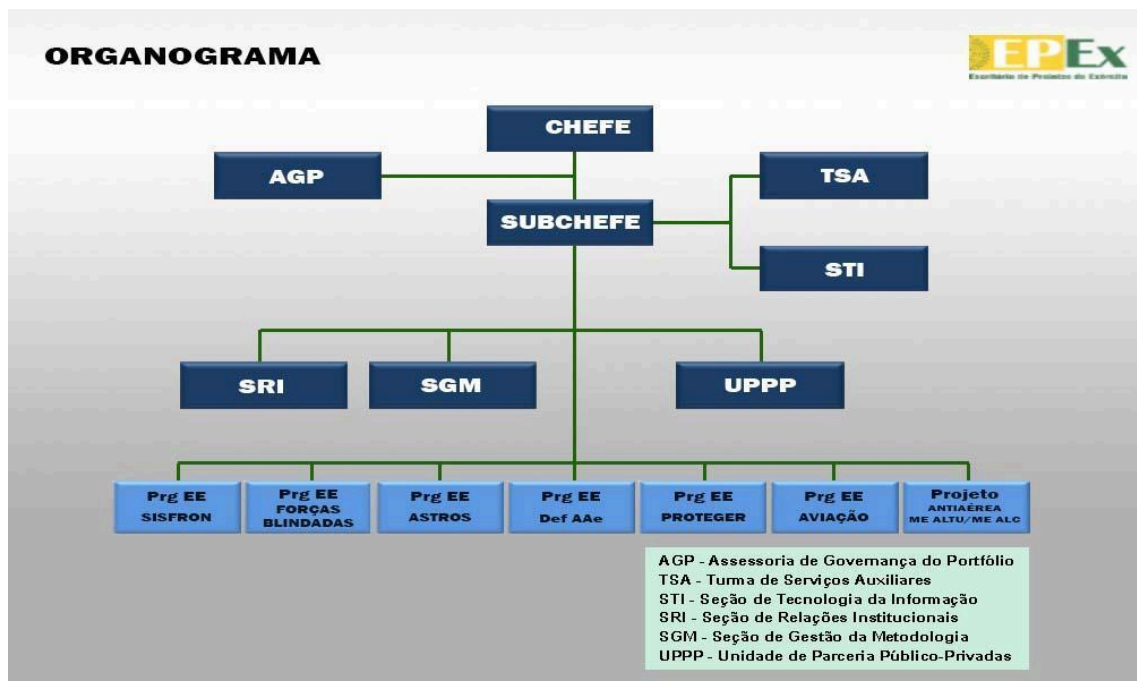 ORGANOGRAMA
EPEx
Escritório de Projetos do Exército
CHEFE
AGP
TSA
SUBCHEFE
STI
SRI
SGM
UPPP
Prg EE
SISFRON
Prg EE
FORÇAS
BLINDADAS
Prg EE
ASTROS
Prg EE
Def AAe
Prg EE
PROTEGER
Prg EE
AVIAÇÃO
Projeto
ANTIAÉREA
ME ALTU/ME ALC
AGP - Assessoria de Governança do Portfólio
TSA - Turma de Serviços Auxiliares
STI - Seção de Tecnologia da Informação
SRI - Seção de Relações Institucionais
SGM - Seção de Gestão da Metodologia
UPPP - Unidade de Parceria Público-Privadas